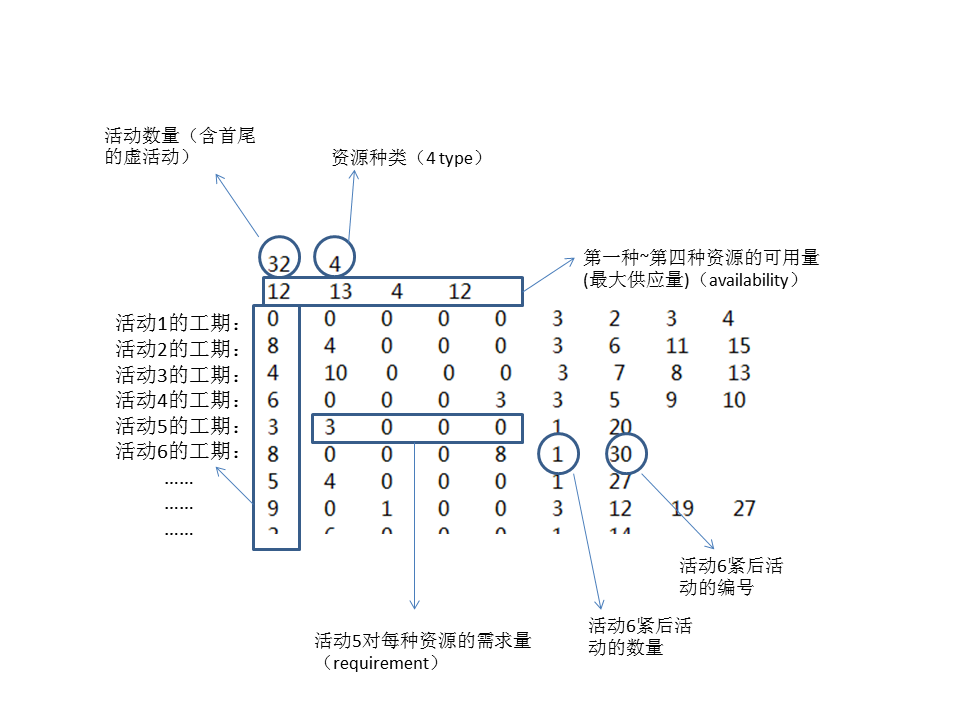 活动数量（含首尾
的虚活动）
资源种类（4 type）
第一种~第四种资源的可用量
(最大供应量)（availability）
32 4
12 13 4 12
活动1的工期： 0 0 0 0 0 3 2 3 4
活动2的工期： 8 4 0 0 0 3 6 11 15
活动3的工期： 4 10 0 0 0 3 7 8 13
活动4的工期： 6 0 0 0 3 3 5 9 10
活动5的工期： 3 3 0 0 0 1 20
活动6的工期： 8 0 0 0 8 1 30
…… 5 4 0 0 0 1 27
…… 9 0 1 0 0 3 12 19 27
…… 2 6 0 0 0 1 14
活动6紧后活
动的编号
活动6紧后活
动的数量
活动5对每种资源的需求量
（requirement）